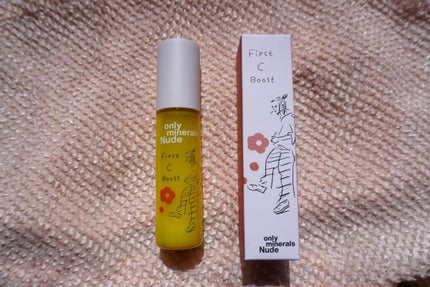 only
minerals
Nude
First
C
Boost
First
C
Boost
only
minerals
Nude